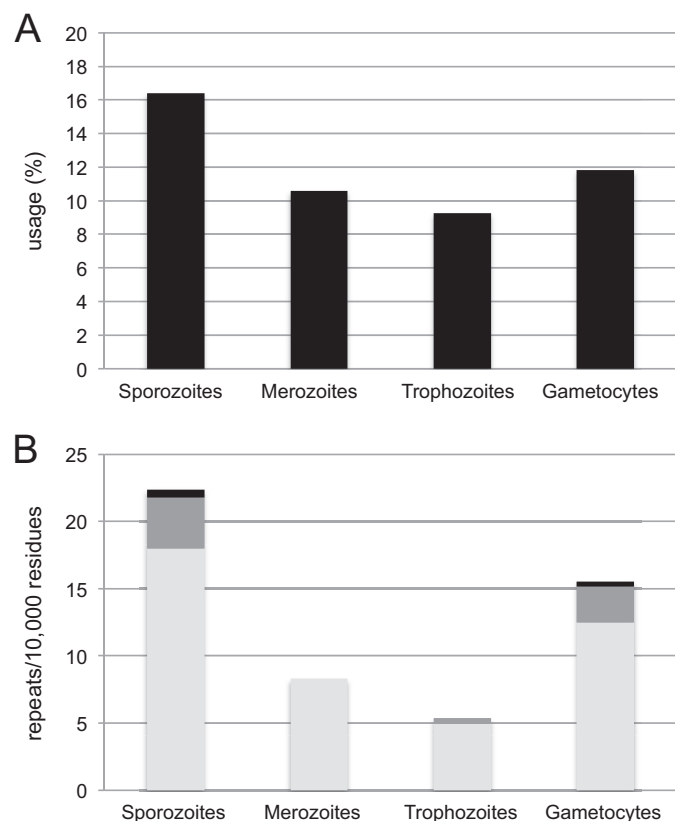 A
20
18
16
14
12
10
8
6
4
2
0
usage (%)
Sporozoites Merozoites Trophozoites Gametocytes
B
25
20
15
10
5
0
repeats/10,000 residues
Sporozoites Merozoites Trophozoites Gametocytes